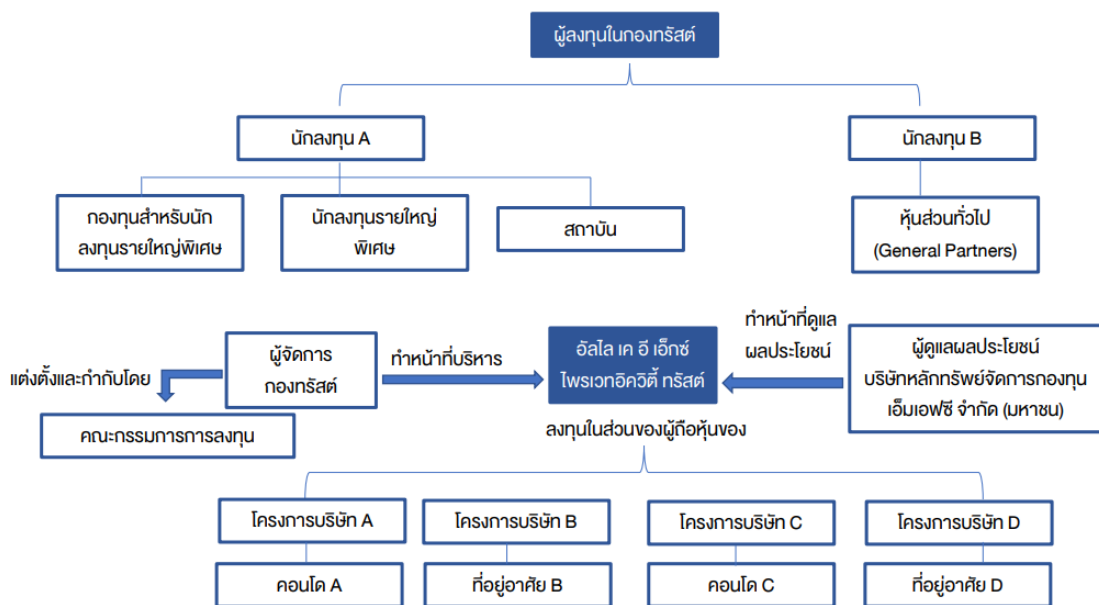 ผู้ลงทุนในกองทรัสต์
นักลงทุน A
นักลงทุน B
กองทุนสำหรับนัก
ลงทุนรายใหญ่พิเศษ
นักลงทุนรายใหญ่
พิเศษ
สถาบัน
หุ้นส่วนทั่วไป
(General Partners)
แต่งตั้งและกำกับโดย
ผู้จัดการ
กองทรัสต์
ทำหน้าที่บริหาร
อัลไล เค อี เอ็กซ์
ไพรเวทอิควิตี้ ทรัสต์
ทำหน้าที่ดูแล
ผลประโยชน์
ผู้ดูแลผลประโยชน์
บริษัทหลักทรัพย์จัดการกองทุน
เอ็มเอฟซี จำกัด (มหาชน)
คณะกรรมการการลงทุน
ลงทุนในส่วนของผู้ถือหุ้นของ
โครงการบริษัท A
โครงการบริษัท B
โครงการบริษัท C
โครงการบริษัท D
คอนโด A
ที่อยู่อาศัย B
คอนโด C
ที่อยู่อาศัย D